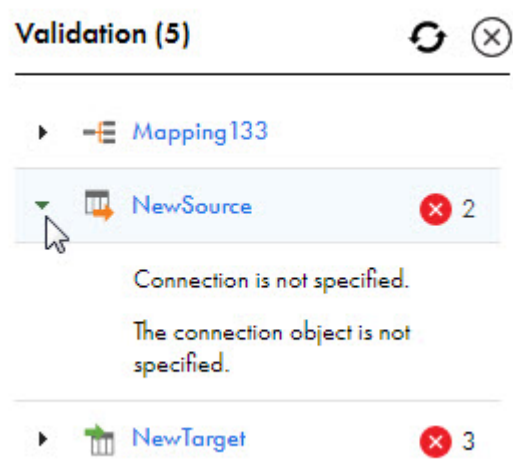 Validation (5)
Mapping133
NewSource 2
Connection is not specified.
The connection object is not
specified.
NewTarget 3